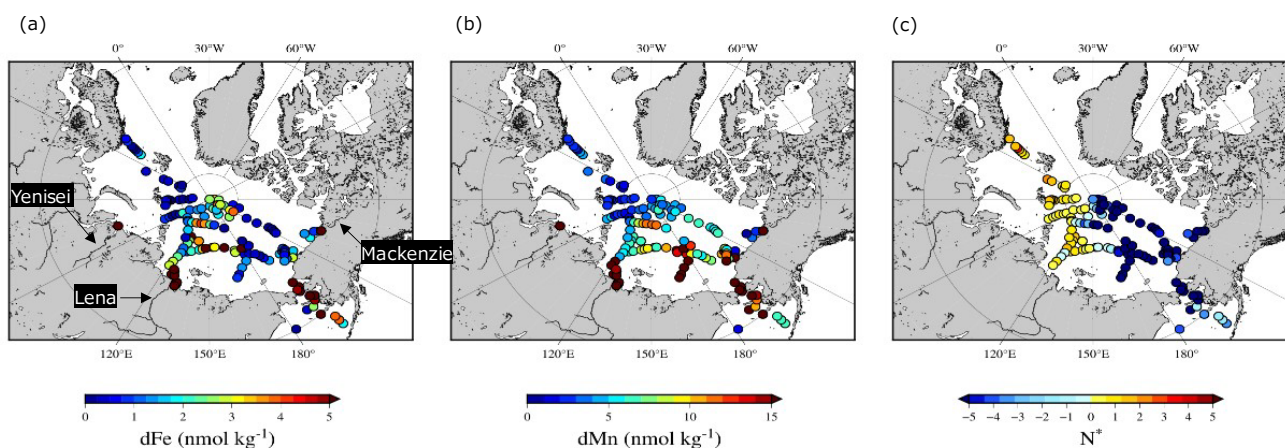 (a)
(b)
(c)
0° 30°W 60°W
0° 30°W 60°W
0° 30°W 60°W
Yenisei
Mackenzie
Lena
120°E 150°E 180°
120°E 150°E 180°
120°E 150°E 180°
0 1 2 3 4 5
dFe (nmol kg⁻¹)
0 5 10 15
dMn (nmol kg⁻¹)
-5 -4 -3 -2 -1 0 1 2 3 4 5
N*